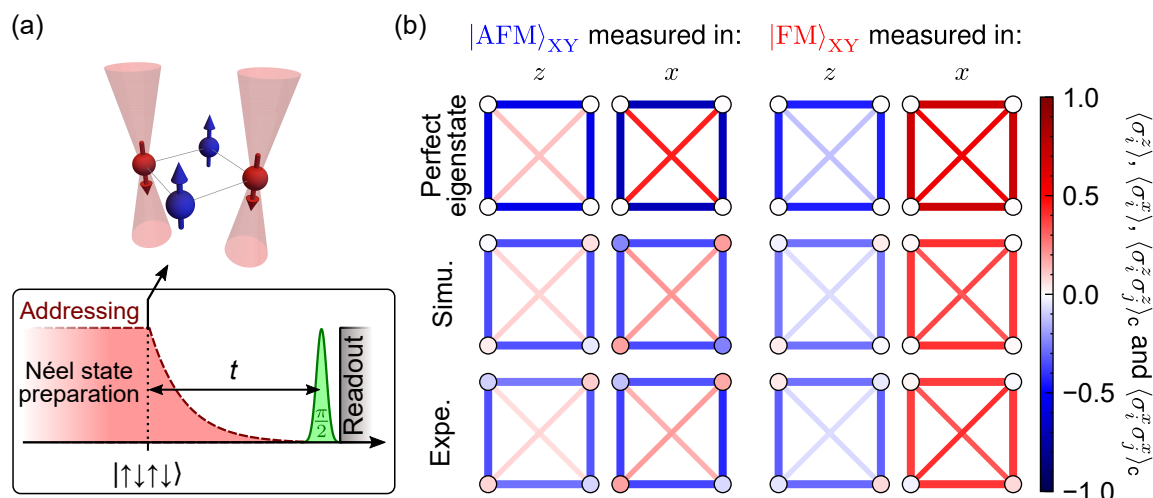 (a)
Addressing
Néel state
preparation
t
π/2
Readout
|↑↓↑↓⟩
(b)
|AFM⟩XY measured in:
|FM⟩XY measured in:
z
x
z
x
Perfect
eigenstate
Simu.
Expe.
1.0
0.5
0.0
−0.5
−1.0
⟨σᵢᶻ⟩, ⟨σᵢˣ⟩, ⟨σᵢᶻσⱼᶻ⟩c and ⟨σᵢˣσⱼˣ⟩c